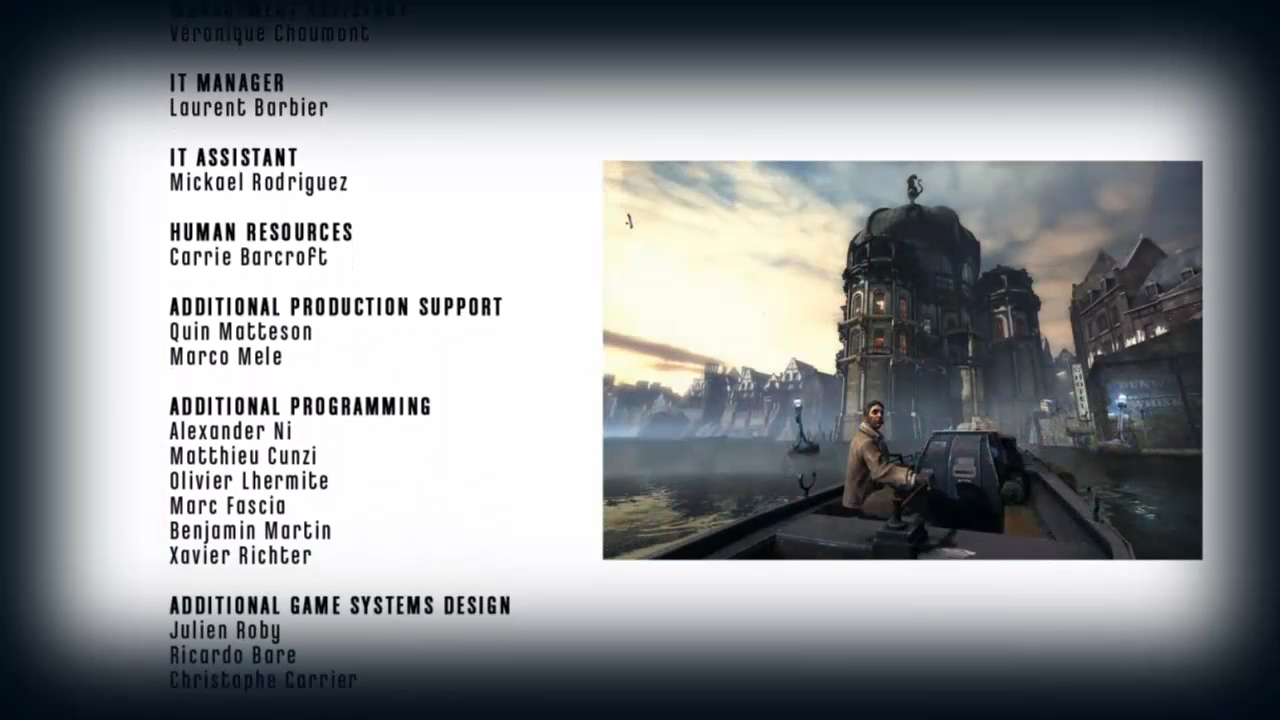 Véronique Chaumont
IT MANAGER
Laurent Barbier
IT ASSISTANT
Mickael Rodriguez
HUMAN RESOURCES
Carrie Barcroft
ADDITIONAL PRODUCTION SUPPORT
Quin Matteson
Marco Mele
ADDITIONAL PROGRAMMING
Alexander Ni
Matthieu Cunzi
Olivier Lhermite
Marc Fascia
Benjamin Martin
Xavier Richter
ADDITIONAL GAME SYSTEMS DESIGN
Julien Roby
Ricardo Bare
Christophe Carrier
HOTEL